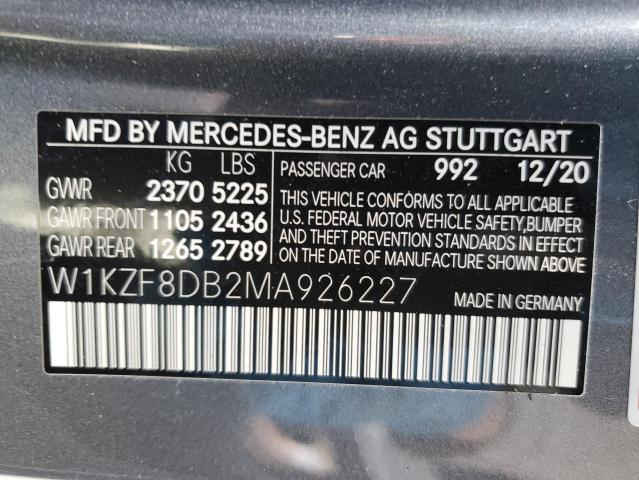 MFD BY MERCEDES-BENZ AG STUTTGART
KG LBS
GVWR 2370 5225
GAWR FRONT 1105 2436
GAWR REAR 1265 2789
PASSENGER CAR 992 12/20
THIS VEHICLE CONFORMS TO ALL APPLICABLE
U.S. FEDERAL MOTOR VEHICLE SAFETY,BUMPER
AND THEFT PREVENTION STANDARDS IN EFFECT
ON THE DATE OF MANUFACTURE SHOWN ABOVE
W1KZF8DB2MA926227
MADE IN GERMANY